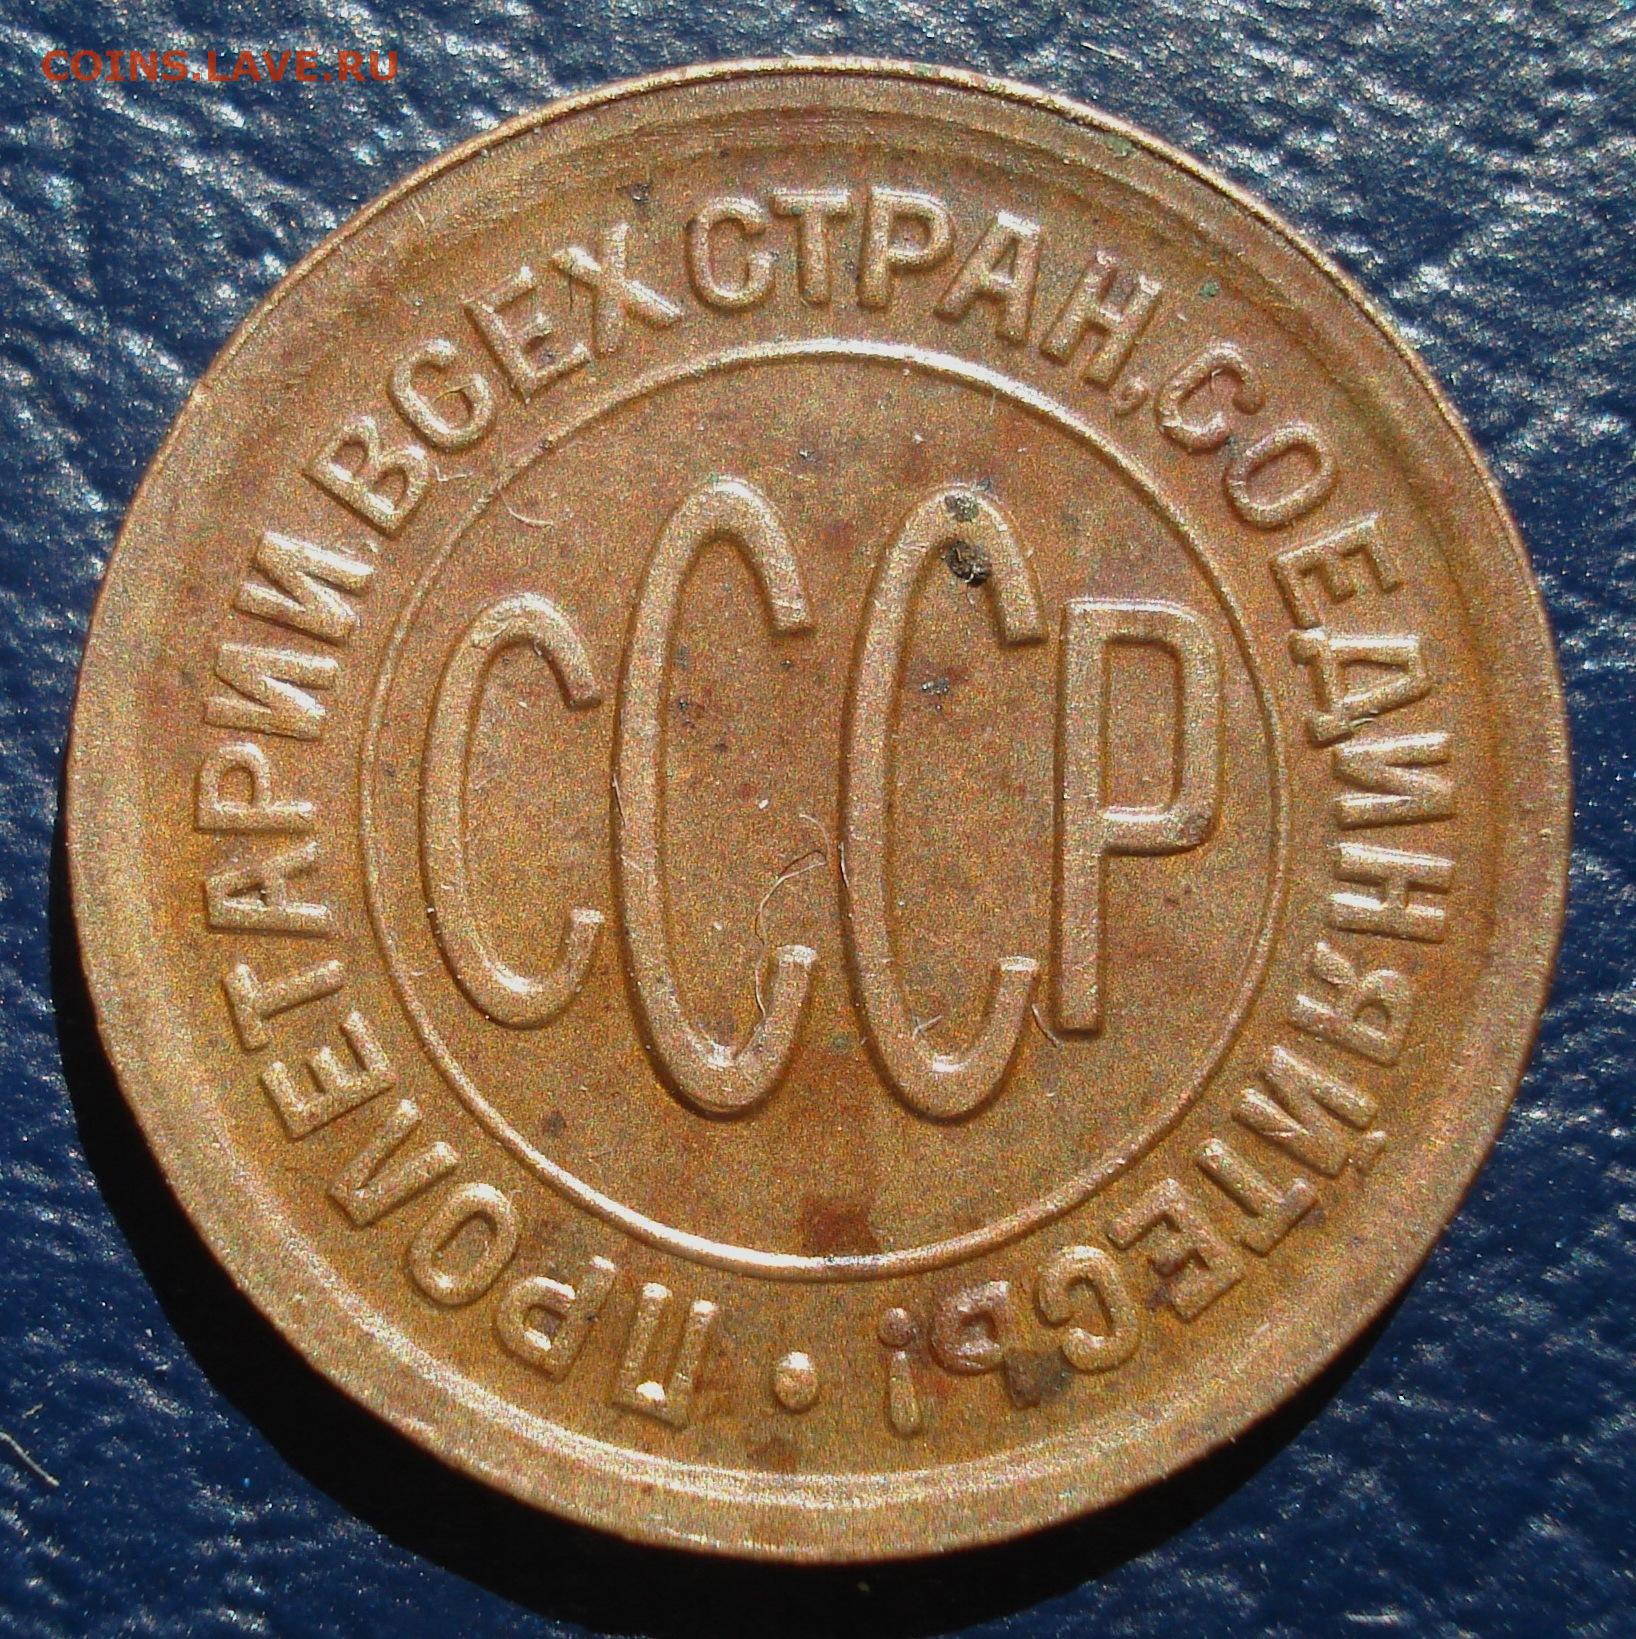 COINS.LAVE.RU
ПРОЛЕТАРИИ ВСЕХ СТРАН, СОЕДИНЯЙТЕСЬ! •
СССР